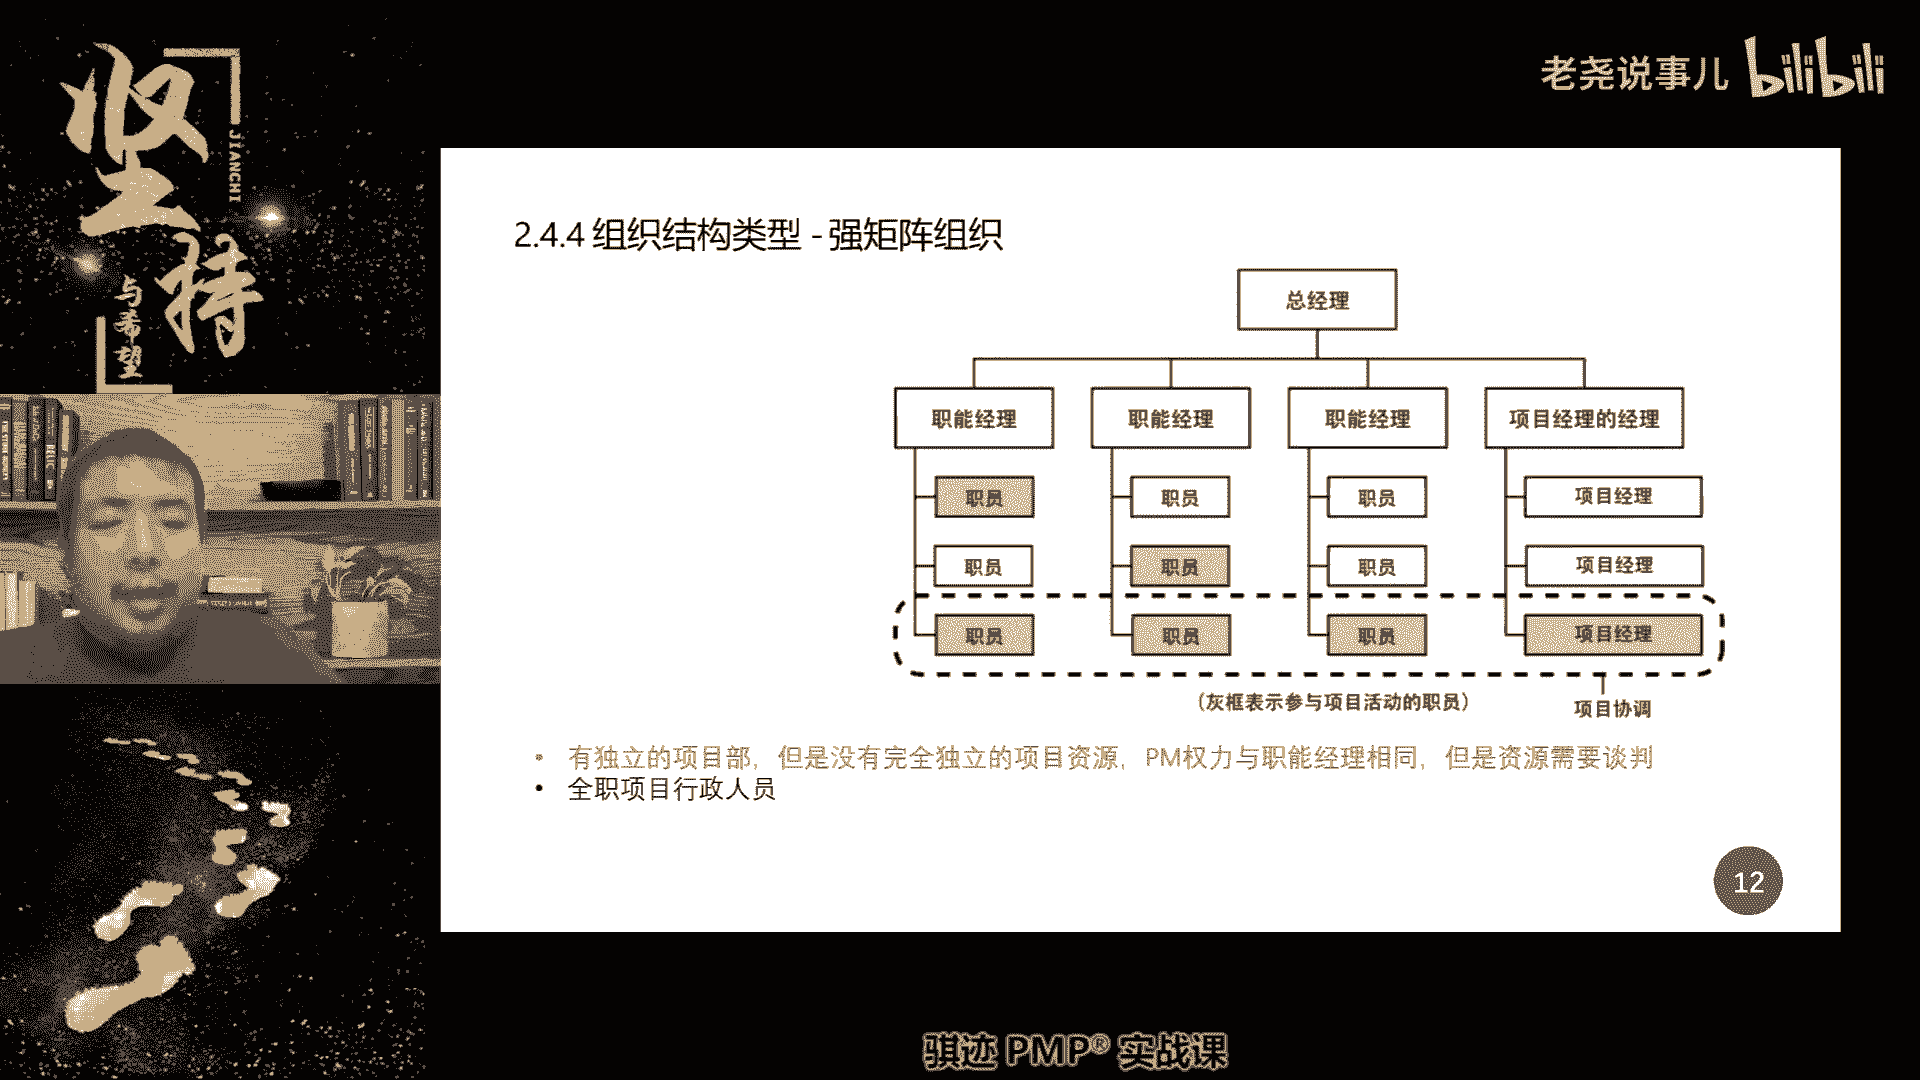 坚持
JIANCHI
与希望
老尧说事儿 bilibili
2.4.4 组织结构类型 - 强矩阵组织
总经理
职能经理 职能经理 职能经理 项目经理的经理
职员 职员 职员 项目经理
职员 职员 职员 项目经理
职员 职员 职员 项目经理
（灰框表示参与项目活动的职员） 项目协调
• 有独立的项目部，但是没有完全独立的项目资源，PM权力与职能经理相同，但是资源需要谈判
• 全职项目行政人员
12
骐迹 PMP® 实战课